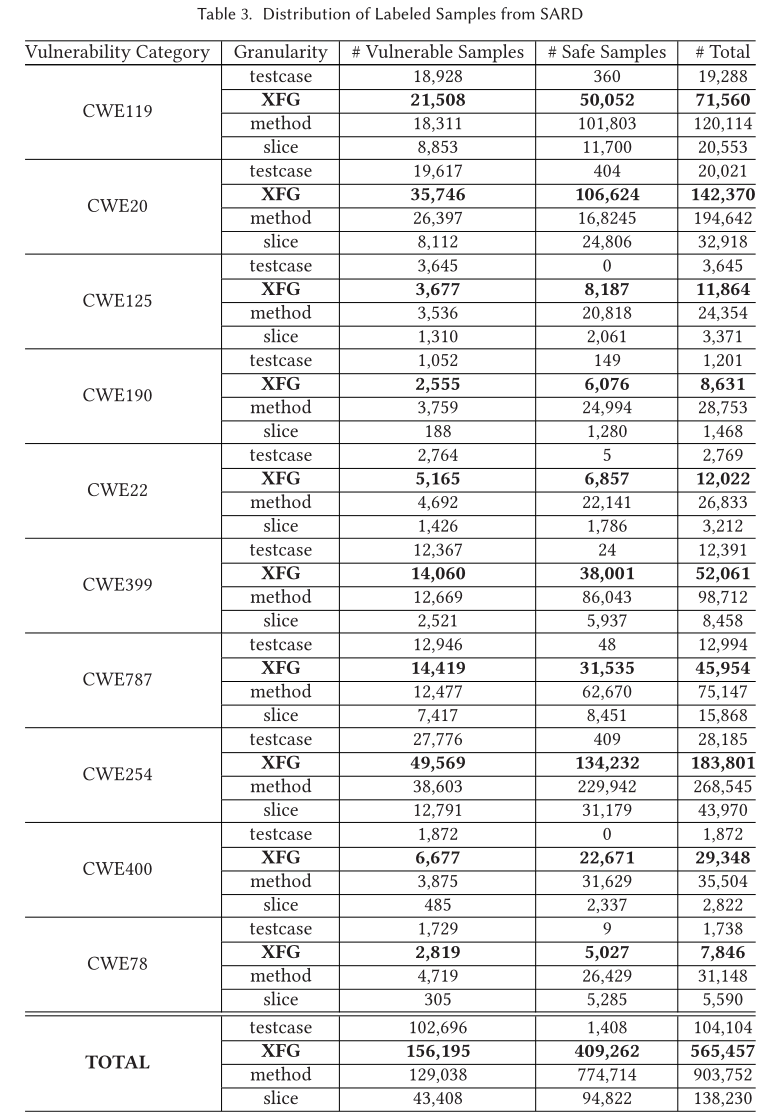 Table 3. Distribution of Labeled Samples from SARD
Vulnerability Category Granularity # Vulnerable Samples # Safe Samples # Total
CWE119
testcase 18,928 360 19,288
XFG 21,508 50,052 71,560
method 18,311 101,803 120,114
slice 8,853 11,700 20,553
CWE20
testcase 19,617 404 20,021
XFG 35,746 106,624 142,370
method 26,397 16,8245 194,642
slice 8,112 24,806 32,918
CWE125
testcase 3,645 0 3,645
XFG 3,677 8,187 11,864
method 3,536 20,818 24,354
slice 1,310 2,061 3,371
CWE190
testcase 1,052 149 1,201
XFG 2,555 6,076 8,631
method 3,759 24,994 28,753
slice 188 1,280 1,468
CWE22
testcase 2,764 5 2,769
XFG 5,165 6,857 12,022
method 4,692 22,141 26,833
slice 1,426 1,786 3,212
CWE399
testcase 12,367 24 12,391
XFG 14,060 38,001 52,061
method 12,669 86,043 98,712
slice 2,521 5,937 8,458
CWE787
testcase 12,946 48 12,994
XFG 14,419 31,535 45,954
method 12,477 62,670 75,147
slice 7,417 8,451 15,868
CWE254
testcase 27,776 409 28,185
XFG 49,569 134,232 183,801
method 38,603 229,942 268,545
slice 12,791 31,179 43,970
CWE400
testcase 1,872 0 1,872
XFG 6,677 22,671 29,348
method 3,875 31,629 35,504
slice 485 2,337 2,822
CWE78
testcase 1,729 9 1,738
XFG 2,819 5,027 7,846
method 4,719 26,429 31,148
slice 305 5,285 5,590
TOTAL
testcase 102,696 1,408 104,104
XFG 156,195 409,262 565,457
method 129,038 774,714 903,752
slice 43,408 94,822 138,230